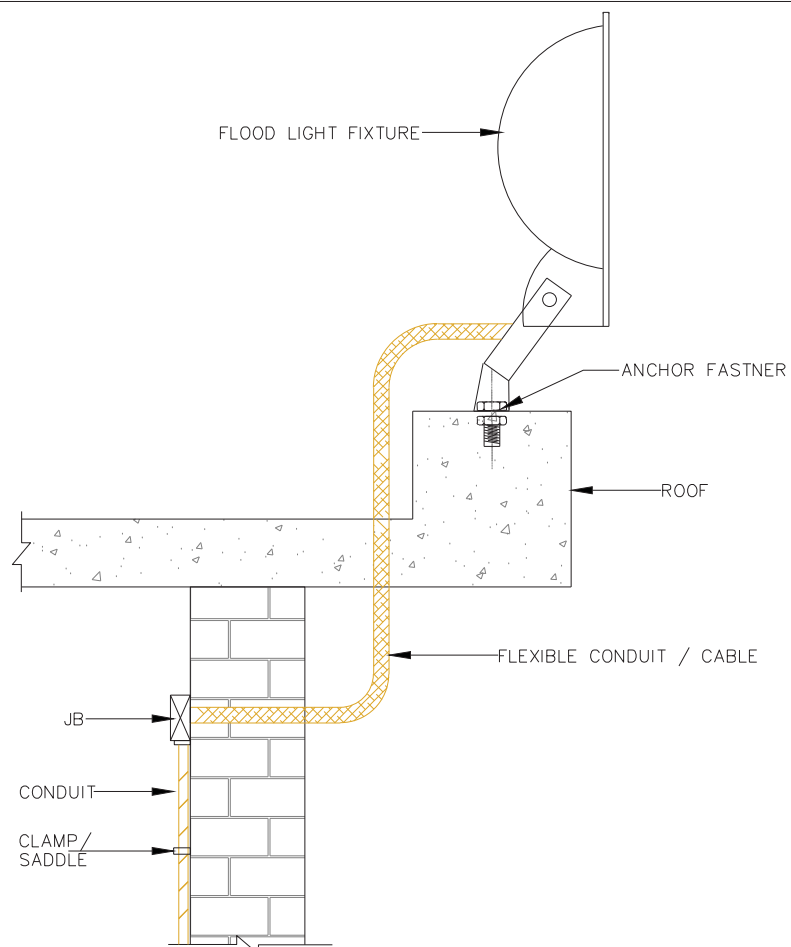 FLOOD LIGHT FIXTURE
ANCHOR FASTNER
ROOF
FLEXIBLE CONDUIT / CABLE
JB
CONDUIT
CLAMP/
SADDLE